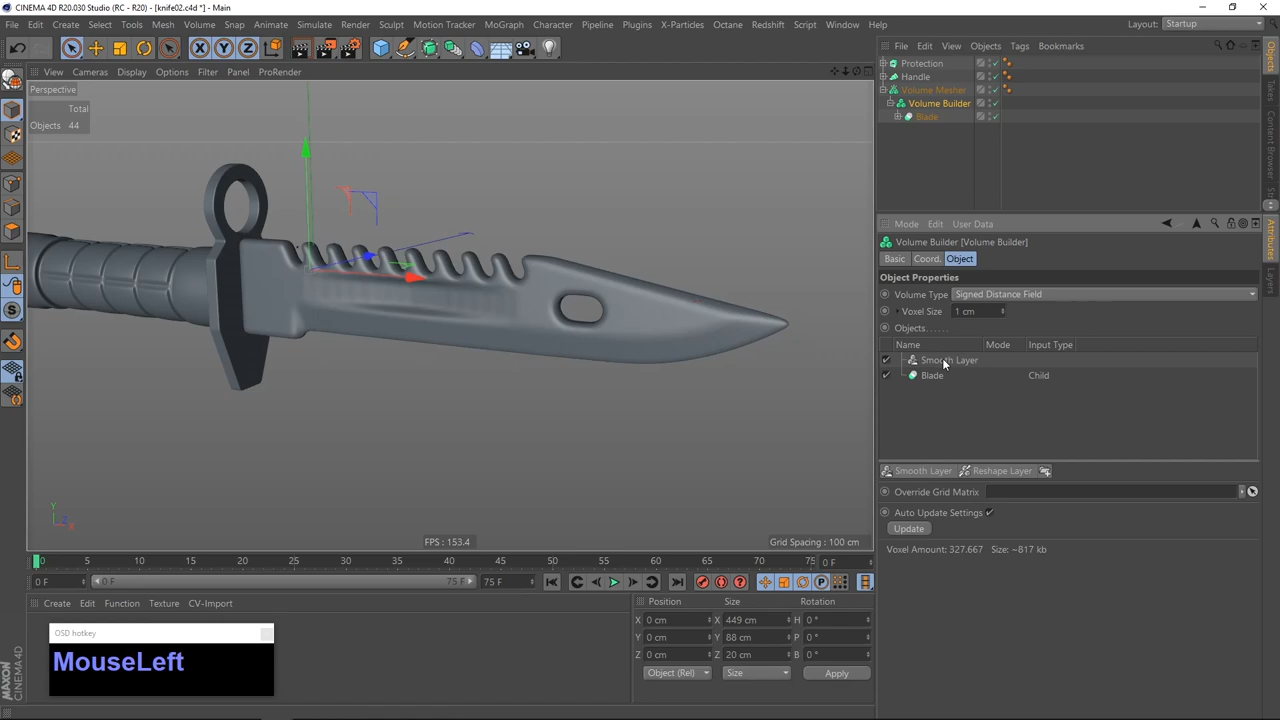 CINEMA 4D R20.030 Studio (RC - R20) - [knife02.c4d *] - Main
File Edit Create Select Tools Mesh Volume Snap Animate Simulate Render Sculpt Motion Tracker MoGraph Character Pipeline Plugins X-Particles Octane Redshift Script Window Help Layout: Startup
X Y Z
File Edit View Objects Tags Bookmarks
View Cameras Display Options Filter Panel ProRender
Perspective
Total
Objects 44
Protection
Handle
Volume Mesher
Volume Builder
Blade
Objects
Takes
Content Browser
Attributes
Layers
Mode Edit User Data
Volume Builder [Volume Builder]
Basic Coord. Object
Object Properties
Volume Type Signed Distance Field
Voxel Size 1 cm
Objects . . . . . .
Name Mode Input Type
Smooth Layer
Blade Child
Smooth Layer Reshape Layer
Override Grid Matrix
Auto Update Settings
Update
Voxel Amount: 327.667 Size: ~817 kb
Y
Z
X
FPS : 153.4
Grid Spacing : 100 cm
0 5 10 15 20 25 30 35 40 45 50 55 60 65 70 75 0 F
0 F 0 F 75 F 75 F
Create Edit Function Texture CV-Import
Position Size Rotation
X 0 cm X 449 cm H 0 °
Y 0 cm Y 88 cm P 0 °
Z 0 cm Z 20 cm B 0 °
Object (Rel) Size Apply
OSD hotkey
MouseLeft
MAXON
CINEMA4D